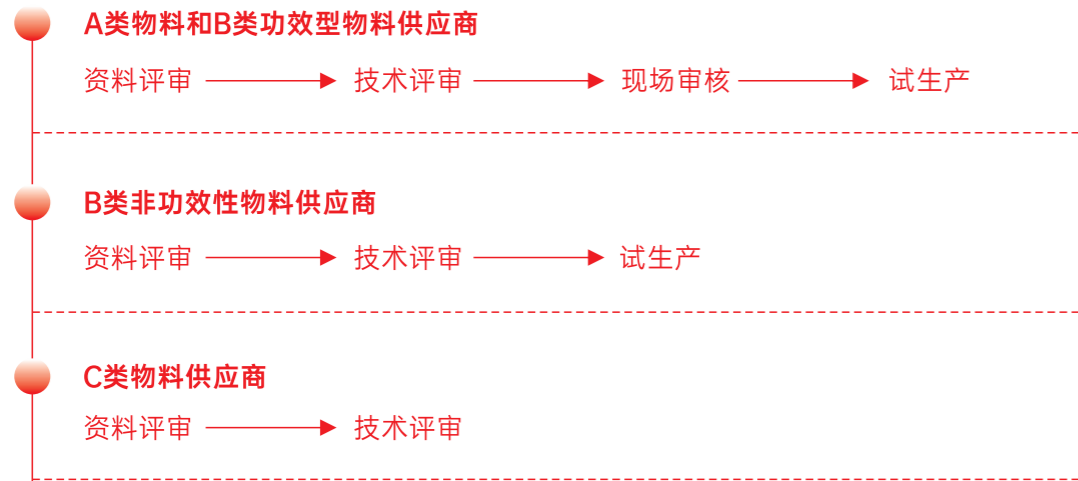 A类物料和B类功效型物料供应商
资料评审 技术评审 现场审核 试生产
B类非功效性物料供应商
资料评审 技术评审 试生产
C类物料供应商
资料评审 技术评审